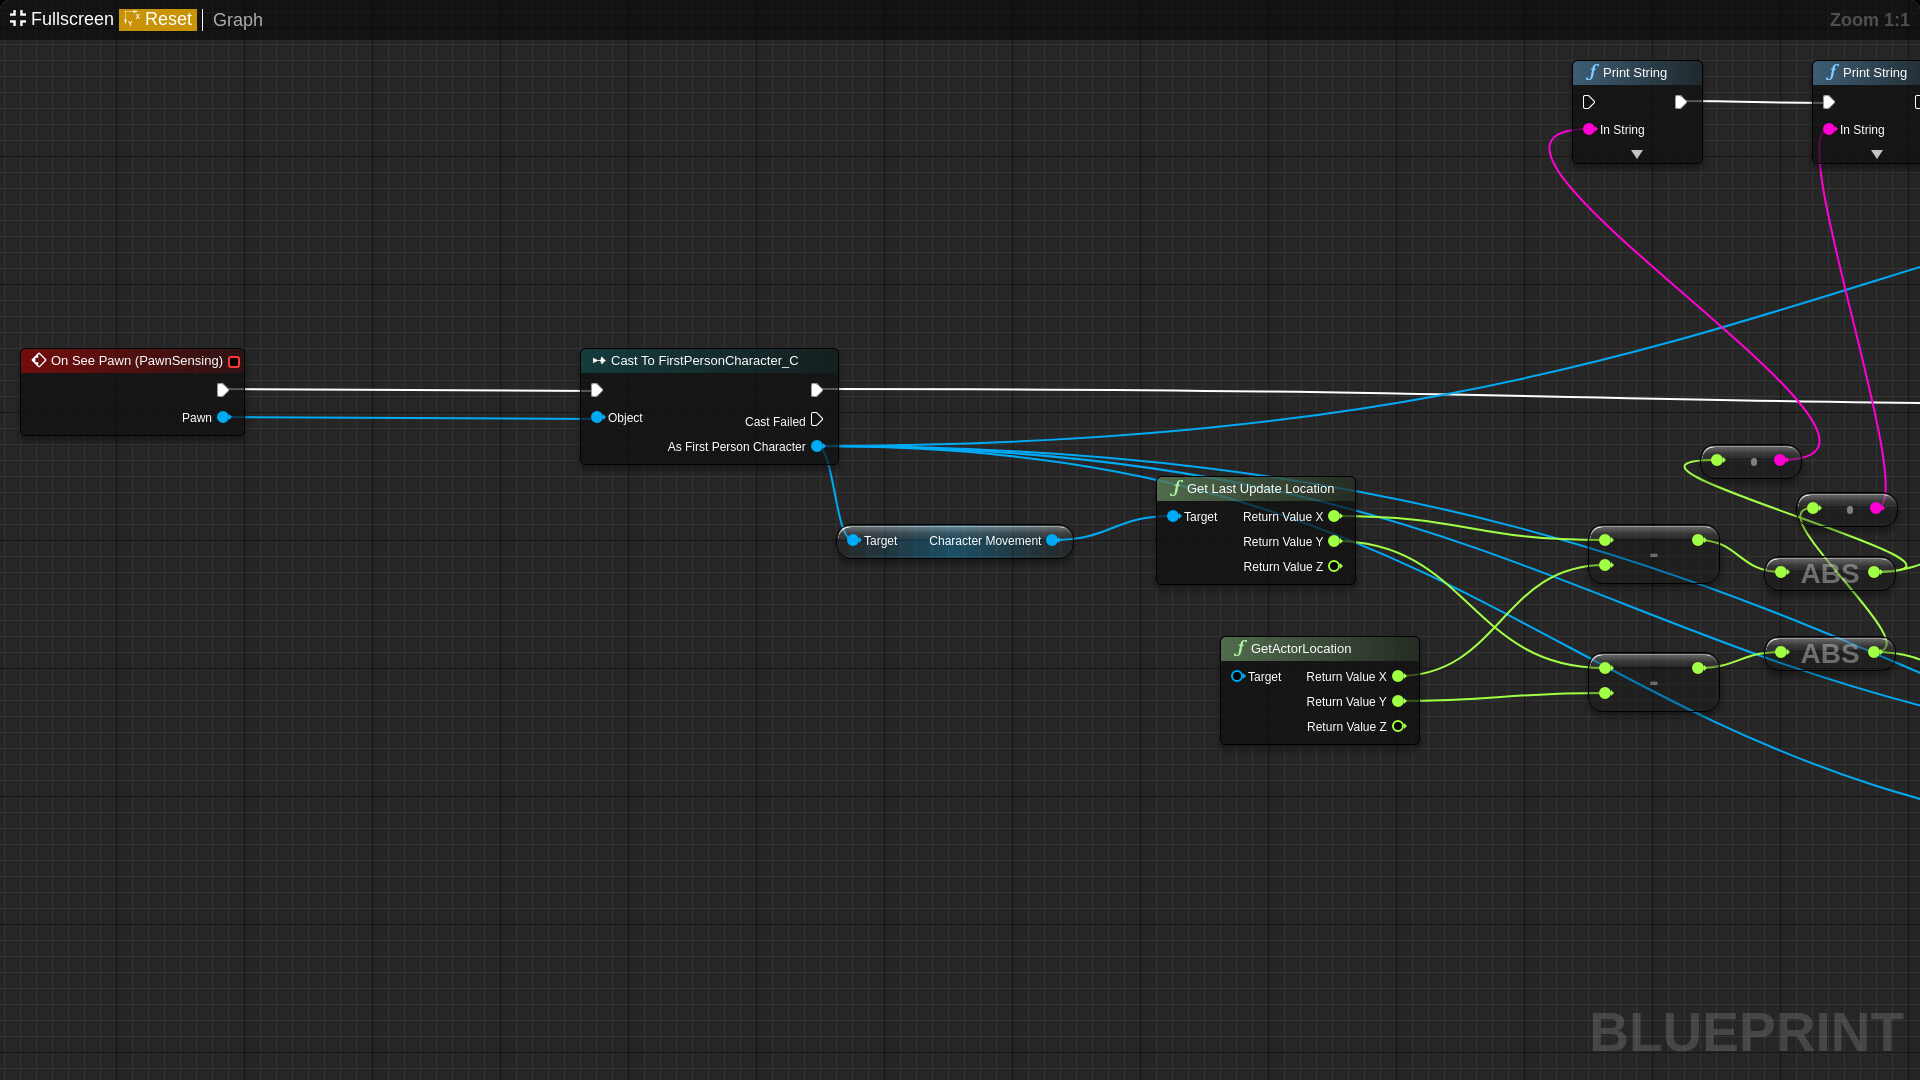 Fullscreen Reset Graph
Zoom 1:1
Print String
In String
Print String
In String
On See Pawn (PawnSensing)
Pawn
Cast To FirstPersonCharacter_C
Object
Cast Failed
As First Person Character
Target Character Movement
Get Last Update Location
Target Return Value X
Return Value Y
Return Value Z
GetActorLocation
Target Return Value X
Return Value Y
Return Value Z
-
-
ABS
ABS
BLUEPRINT